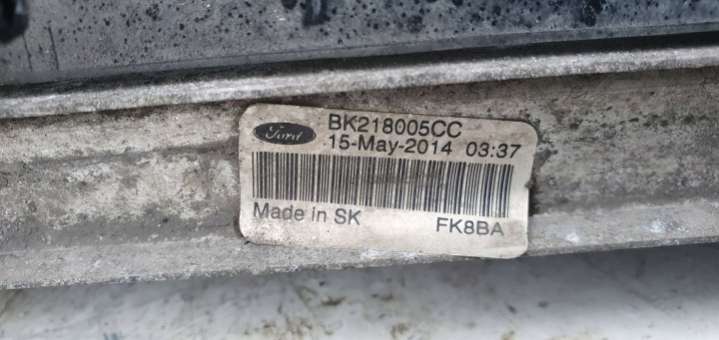 Ford
BK218005CC
15-May-2014 03:37
Made in SK
FK8BA